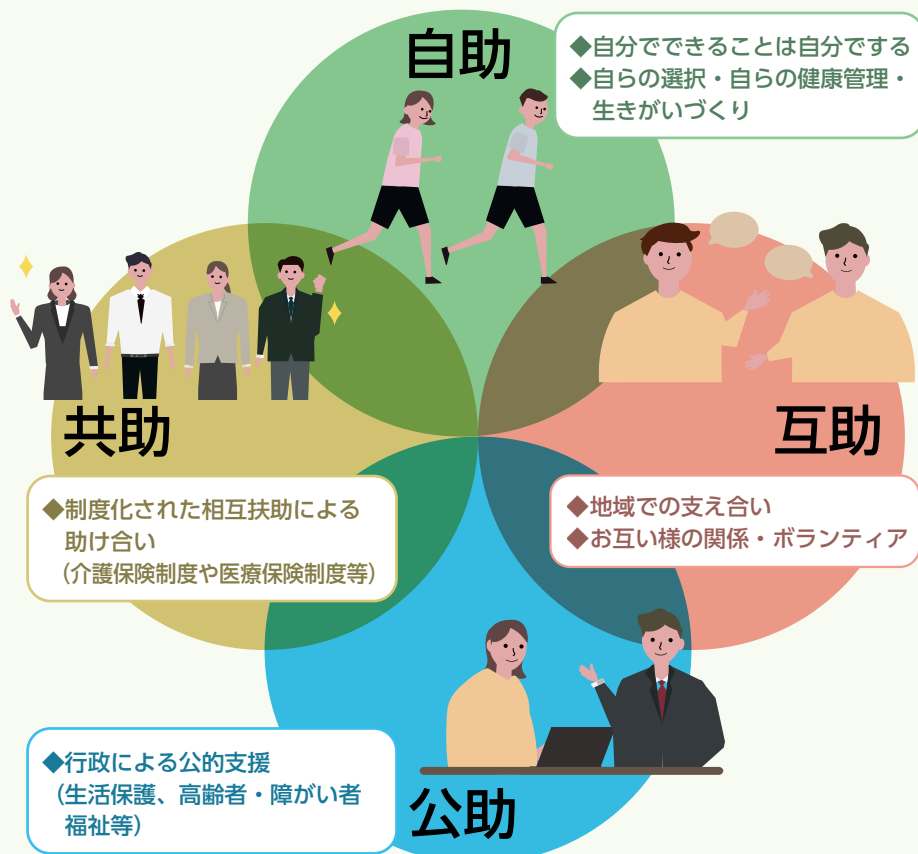 自助
◆自分でできることは自分でする
◆自らの選択・自らの健康管理・
生きがいづくり
共助
◆制度化された相互扶助による
助け合い
（介護保険制度や医療保険制度等）
互助
◆地域での支え合い
◆お互い様の関係・ボランティア
公助
◆行政による公的支援
（生活保護、高齢者・障がい者
福祉等）